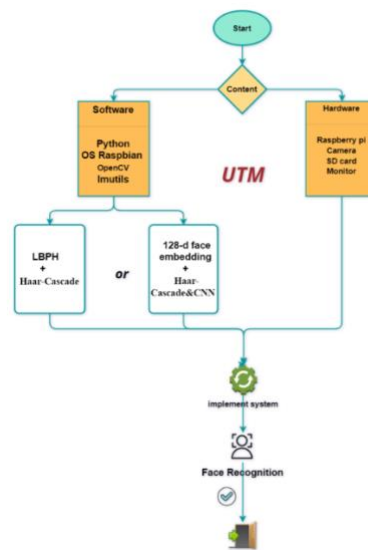 Start
Content
Software
Python
OS Raspbian
OpenCV
Imutils
Hardware
Raspberry pi
Camera
SD card
Monitor
UTM
LBPH
+
Haar-Cascade
or
128-d face
embedding
+
Haar-
Cascade&CNN
implement system
Face Recognition